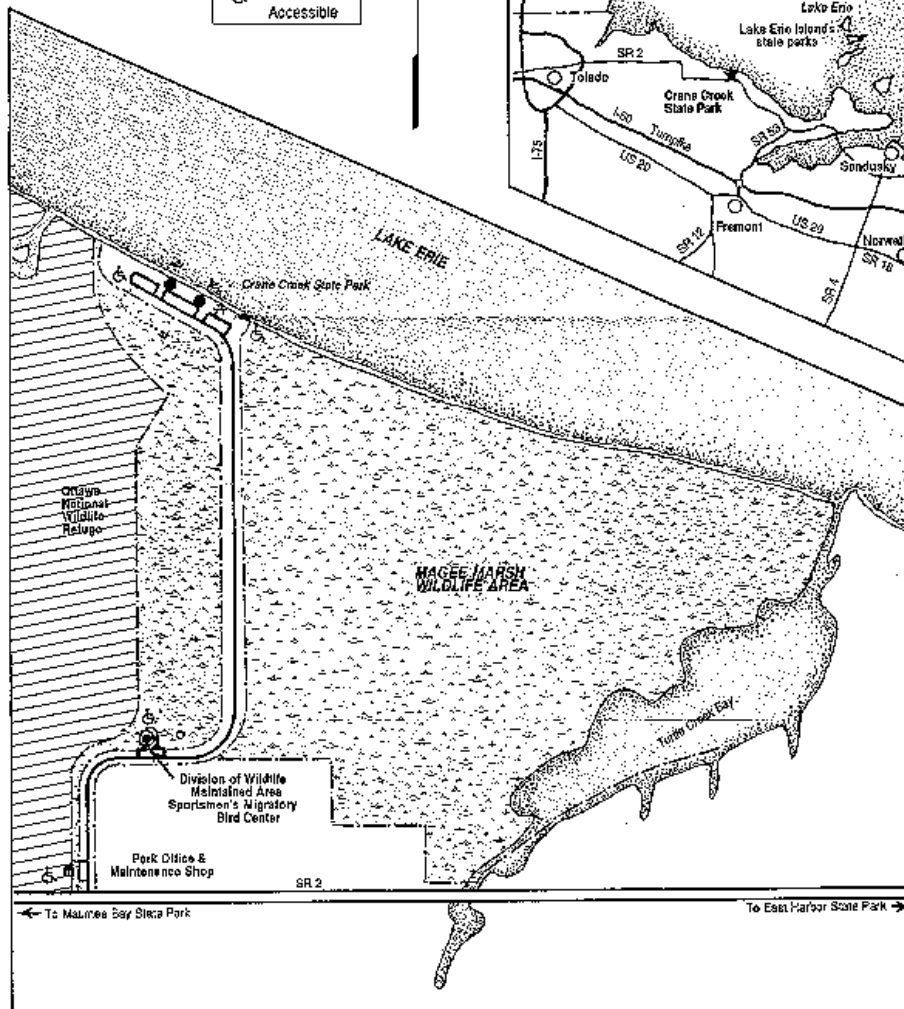 Accessible
Lake Erie
Lake Erie Islands
state parks
SR 2
Toledo
Crane Creek
State Park
I-80
Turnpike
SR 53
I-75
US 20
Sandusky
Fremont
SR 12
US 20
SR 18
SR 4
LAKE ERIE
Crane Creek State Park
Ottawa
National
Wildlife
Refuge
MAGEE MARSH
WILDLIFE AREA
Turtle Creek Bay
Division of Wildlife
Maintained Area
Sportsmen's Migratory
Bird Center
Park Office &
Maintenance Shop
SR 2
To Maumee Bay State Park
To East Harbor State Park